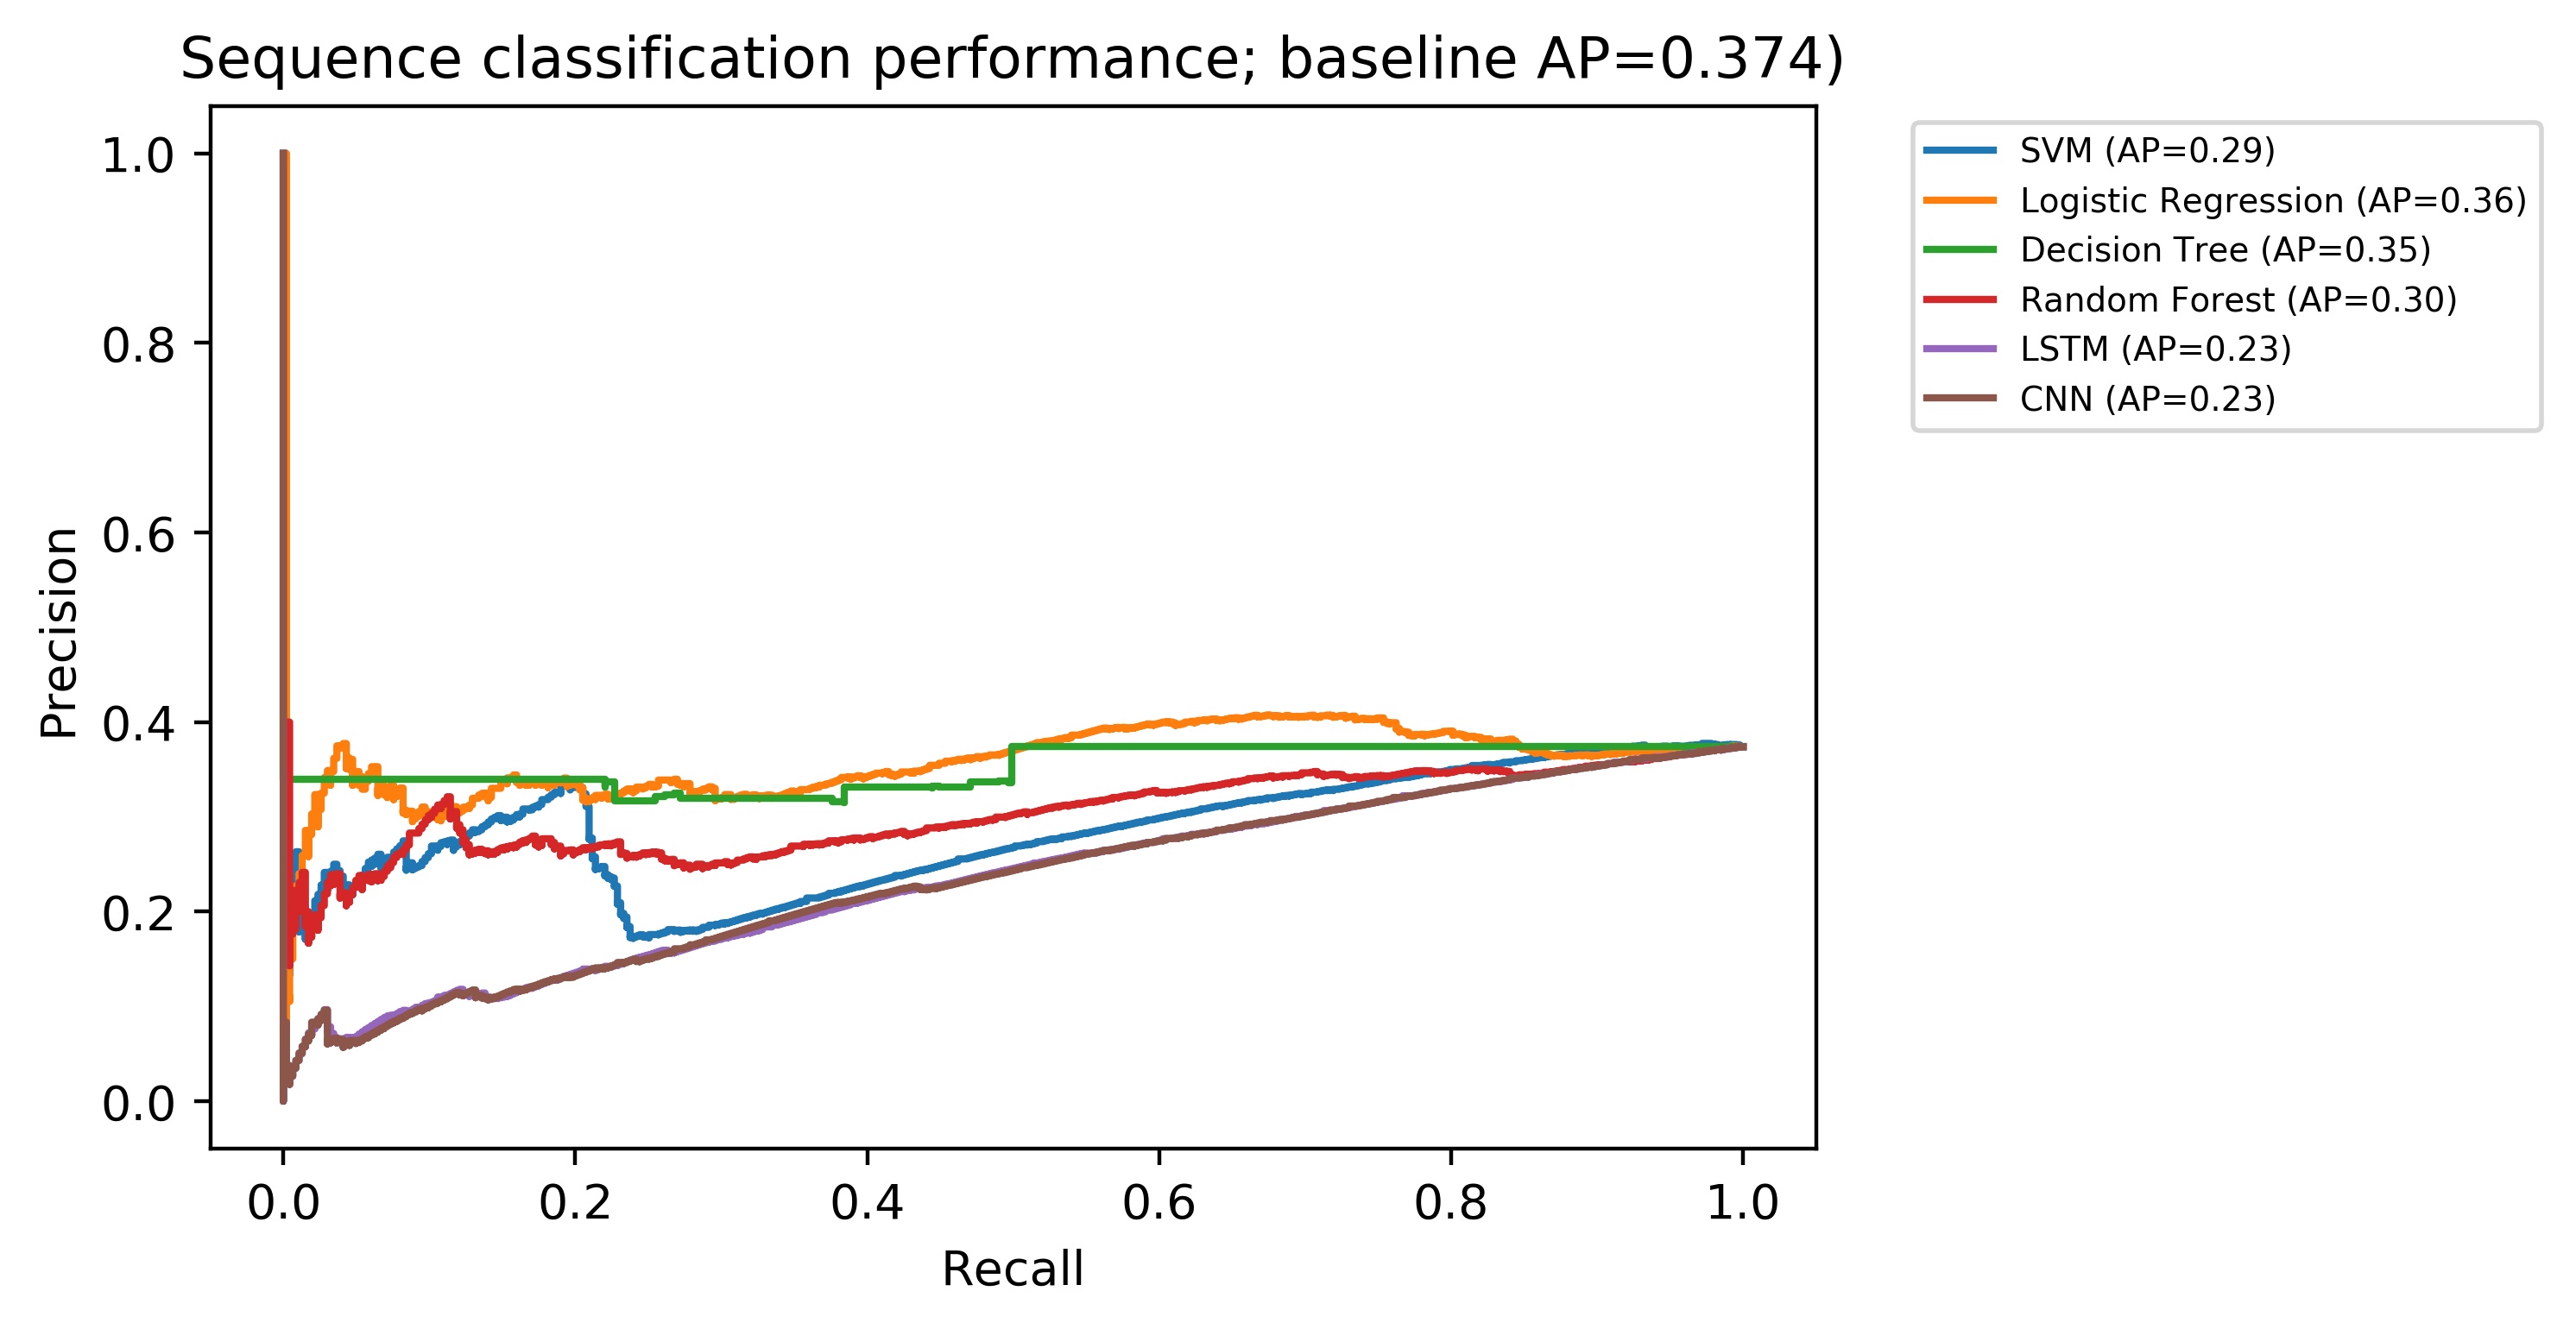 Sequence classification performance; baseline AP=0.374)
1.0
0.8
0.6
0.4
0.2
0.0
Precision
0.0 0.2 0.4 0.6 0.8 1.0
Recall
SVM (AP=0.29)
Logistic Regression (AP=0.36)
Decision Tree (AP=0.35)
Random Forest (AP=0.30)
LSTM (AP=0.23)
CNN (AP=0.23)